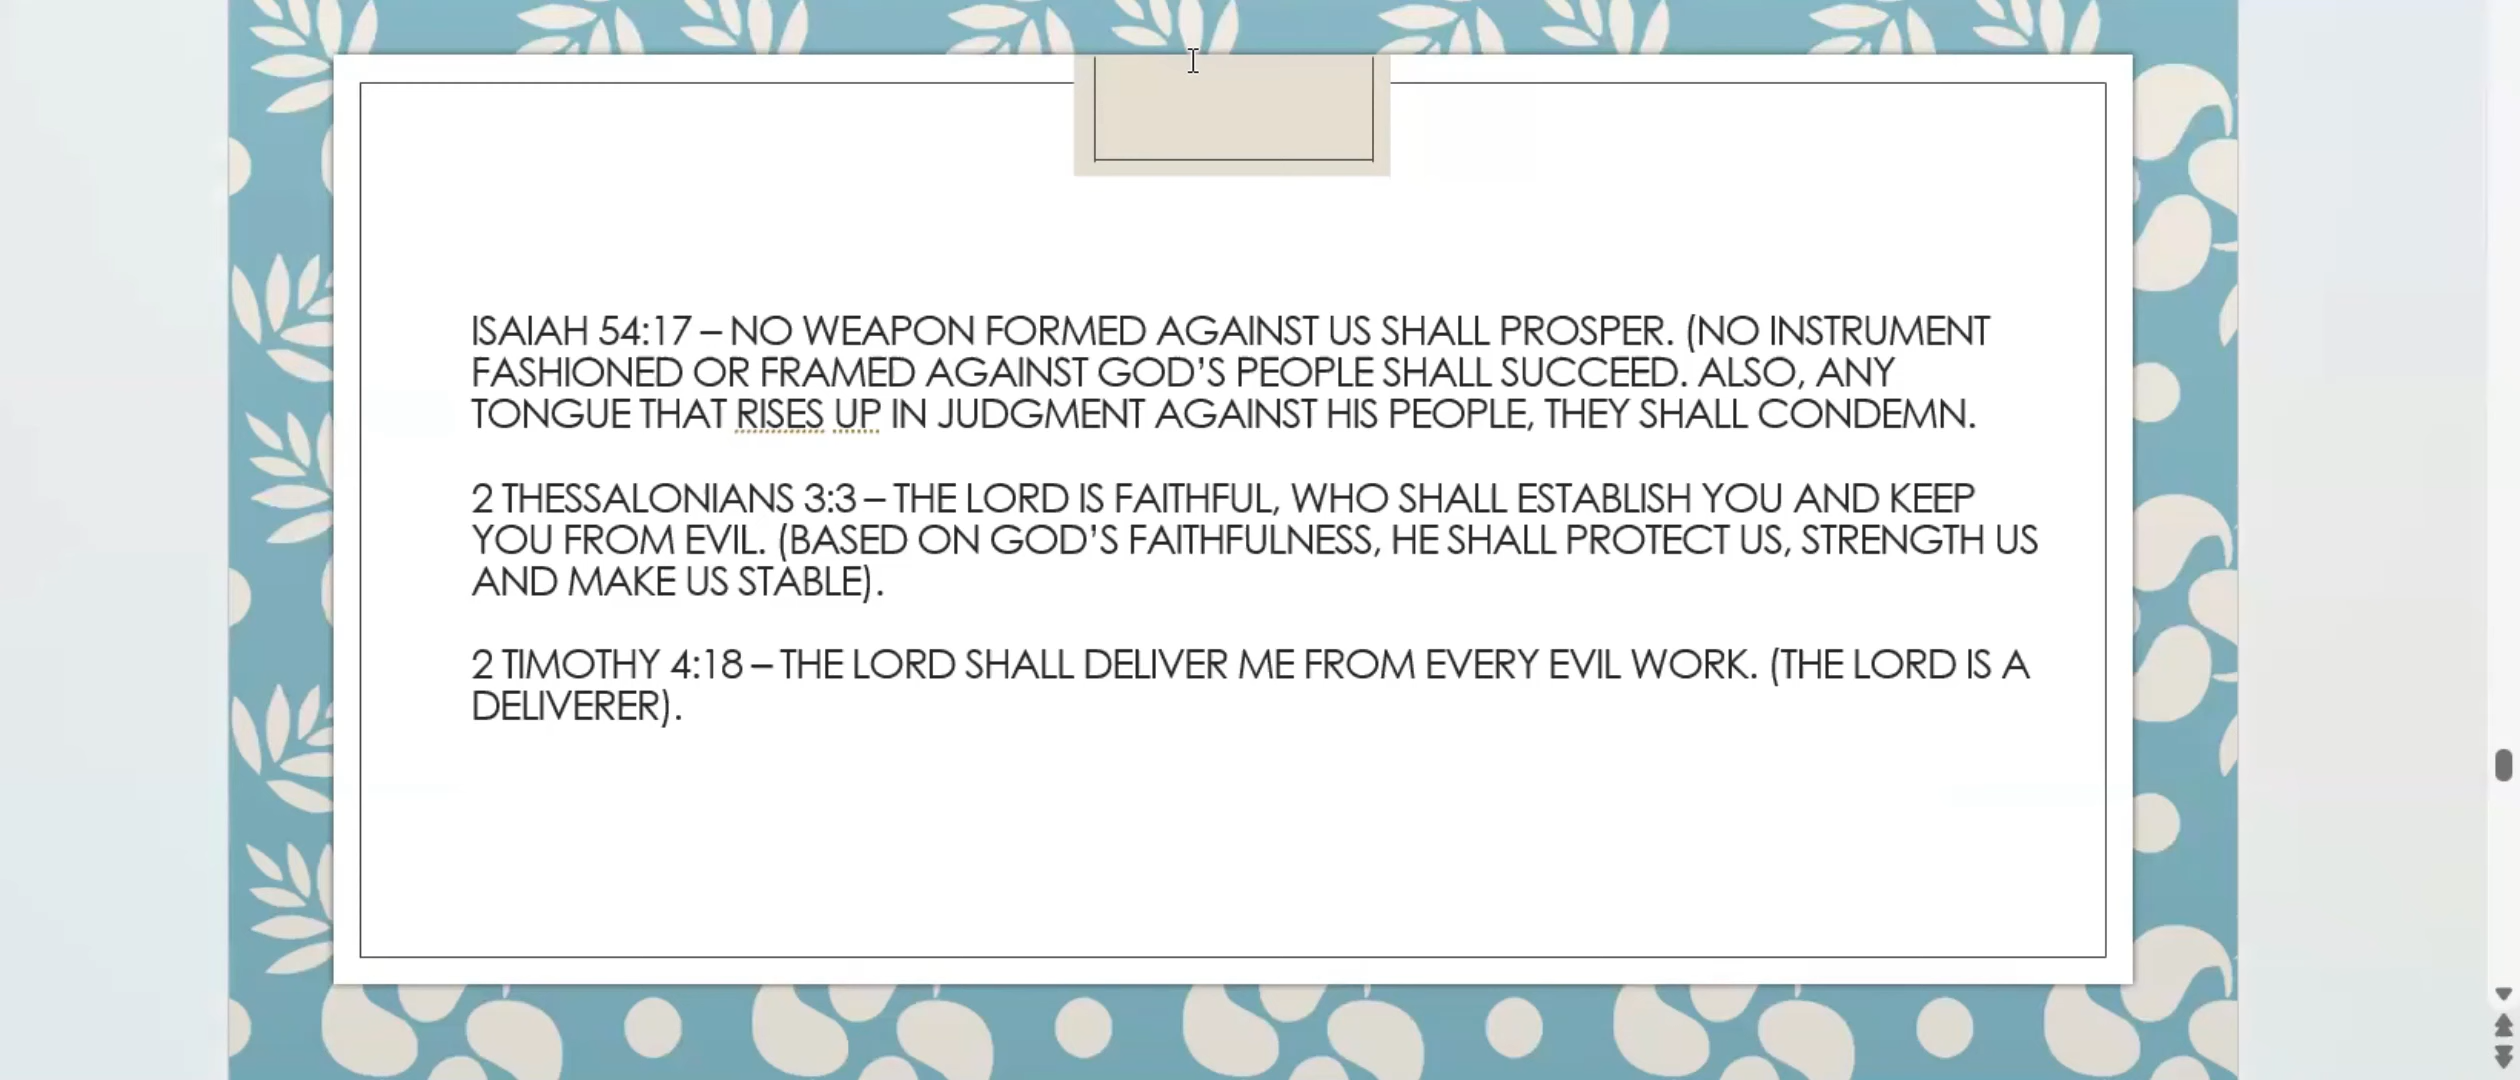 ISAIAH 54:17 – NO WEAPON FORMED AGAINST US SHALL PROSPER. (NO INSTRUMENT
FASHIONED OR FRAMED AGAINST GOD’S PEOPLE SHALL SUCCEED. ALSO, ANY
TONGUE THAT RISES UP IN JUDGMENT AGAINST HIS PEOPLE, THEY SHALL CONDEMN.
2 THESSALONIANS 3:3 – THE LORD IS FAITHFUL, WHO SHALL ESTABLISH YOU AND KEEP
YOU FROM EVIL. (BASED ON GOD’S FAITHFULNESS, HE SHALL PROTECT US, STRENGTH US
AND MAKE US STABLE).
2 TIMOTHY 4:18 – THE LORD SHALL DELIVER ME FROM EVERY EVIL WORK. (THE LORD IS A
DELIVERER).